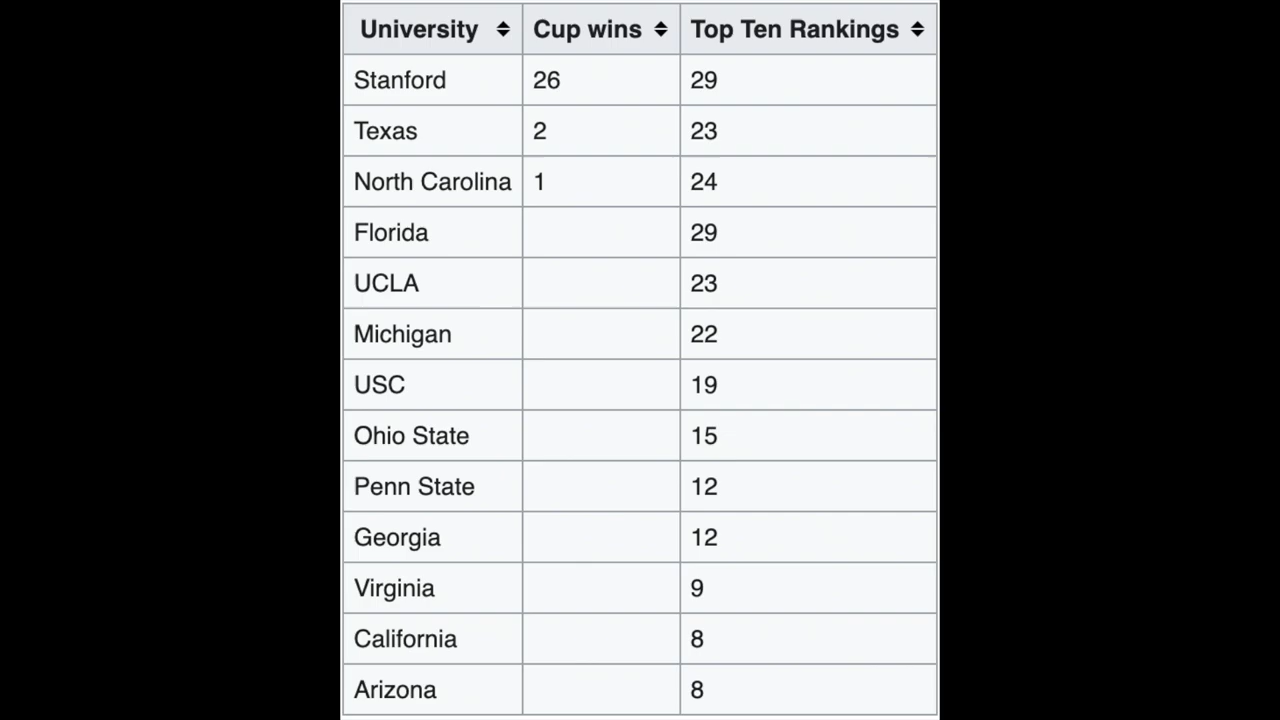 University Cup wins Top Ten Rankings
Stanford 26 29
Texas 2 23
North Carolina 1 24
Florida 29
UCLA 23
Michigan 22
USC 19
Ohio State 15
Penn State 12
Georgia 12
Virginia 9
California 8
Arizona 8